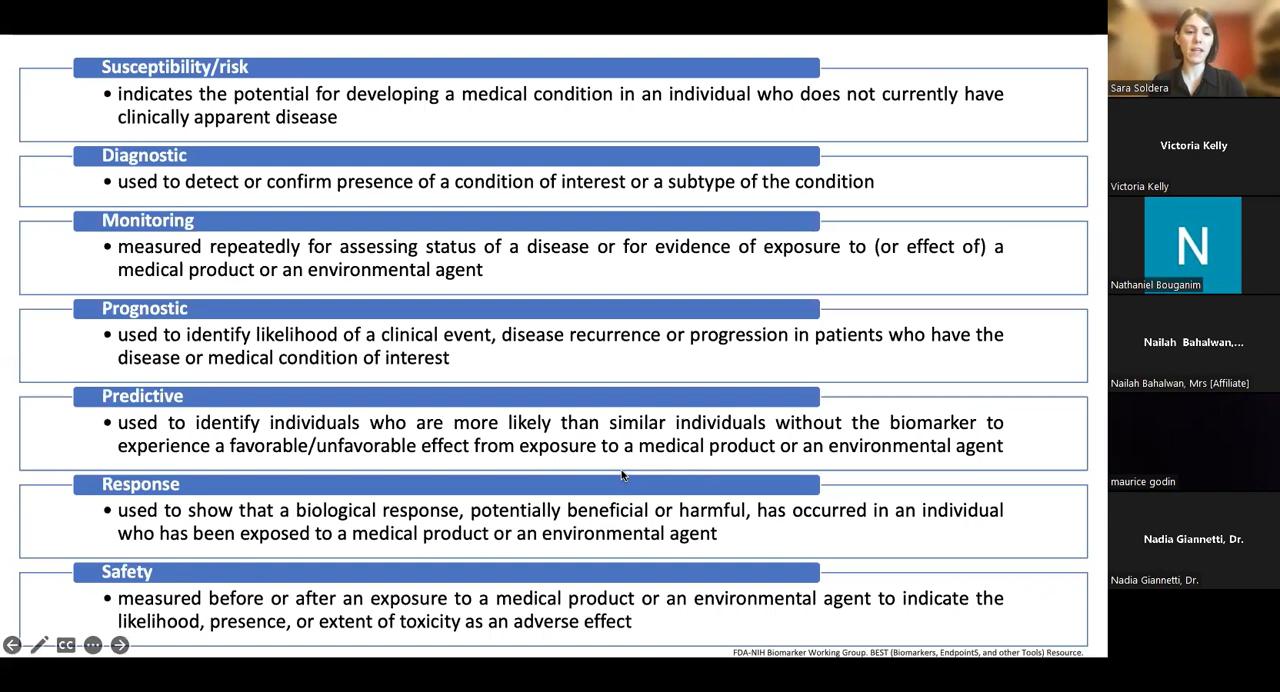 Susceptibility/risk
• indicates the potential for developing a medical condition in an individual who does not currently have
clinically apparent disease
Diagnostic
• used to detect or confirm presence of a condition of interest or a subtype of the condition
Monitoring
• measured repeatedly for assessing status of a disease or for evidence of exposure to (or effect of) a
medical product or an environmental agent
Prognostic
• used to identify likelihood of a clinical event, disease recurrence or progression in patients who have the
disease or medical condition of interest
Predictive
• used to identify individuals who are more likely than similar individuals without the biomarker to
experience a favorable/unfavorable effect from exposure to a medical product or an environmental agent
Response
• used to show that a biological response, potentially beneficial or harmful, has occurred in an individual
who has been exposed to a medical product or an environmental agent
Safety
• measured before or after an exposure to a medical product or an environmental agent to indicate the
likelihood, presence, or extent of toxicity as an adverse effect
CC
FDA-NIH Biomarker Working Group. BEST (Biomarkers, EndpointS, and other Tools) Resource.
Sara Soldera
Victoria Kelly
Victoria Kelly
N
Nathaniel Bouganim
Nailah Bahalwan,...
Nailah Bahalwan, Mrs [Affiliate]
maurice godin
Nadia Giannetti, Dr.
Nadia Giannetti, Dr.